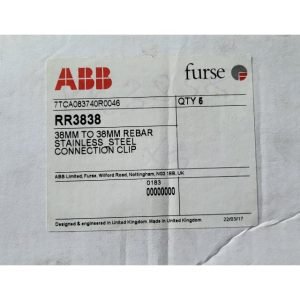 ABB furse
7TCA083740R0046 QTY 5
RR3838
38MM TO 38MM REBAR
STAINLESS STEEL
CONNECTION CLIP
ABB Limited, Furse, Wilford Road, Nottingham, NG2 1EB, UK
0183
00000000
Designed & engineered in United Kingdom. Made in United Kingdom 22/03/17